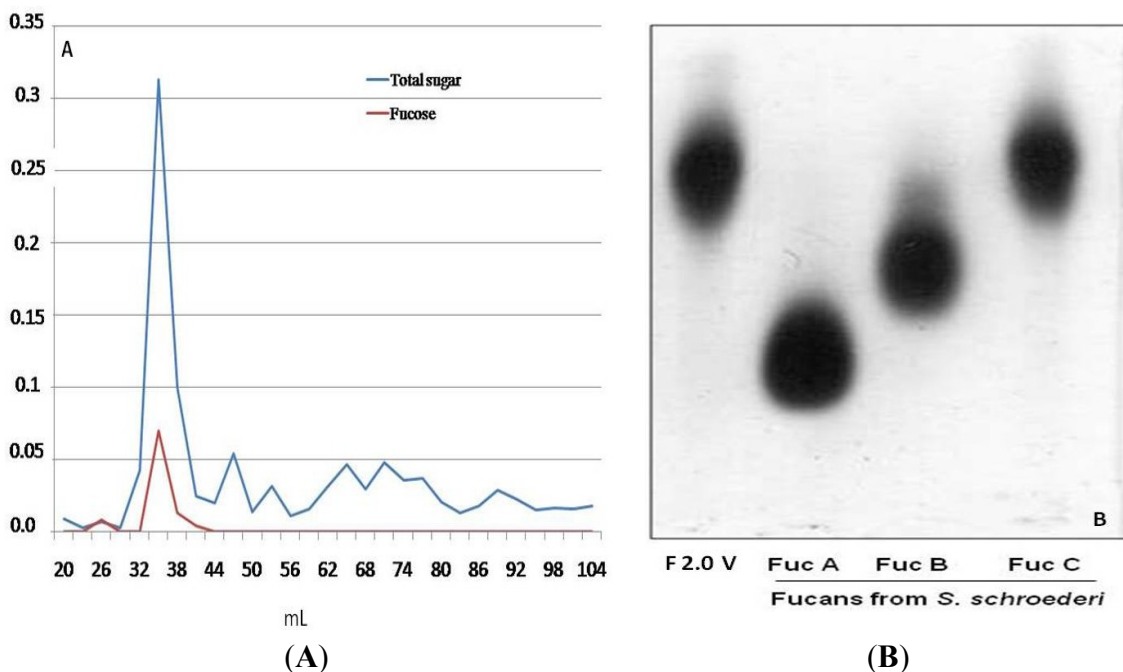 A
0.35
0.3
0.25
0.2
0.15
0.1
0.05
0.0
Total sugar
Fucose
20 26 32 38 44 50 56 62 68 74 80 86 92 98 104
mL
(A)
B
F 2.0 V Fuc A Fuc B Fuc C
Fucans from S. schroederi
(B)